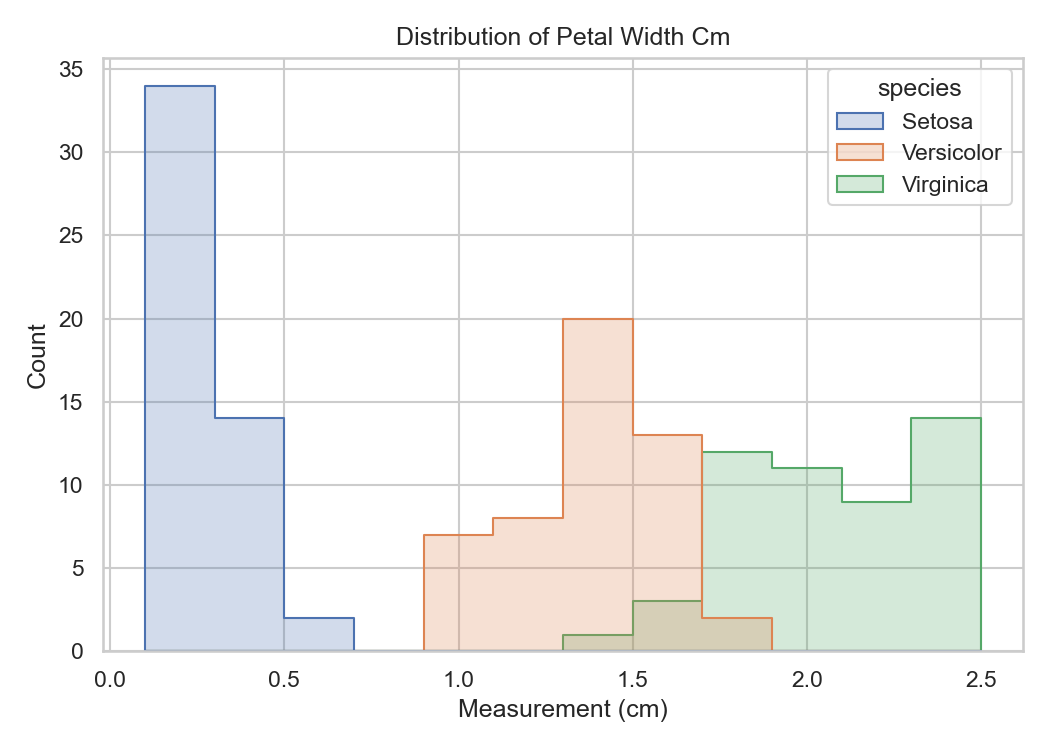 Distribution of Petal Width Cm
species
Setosa
Versicolor
Virginica
Count
35
30
25
20
15
10
5
0
0.0 0.5 1.0 1.5 2.0 2.5
Measurement (cm)